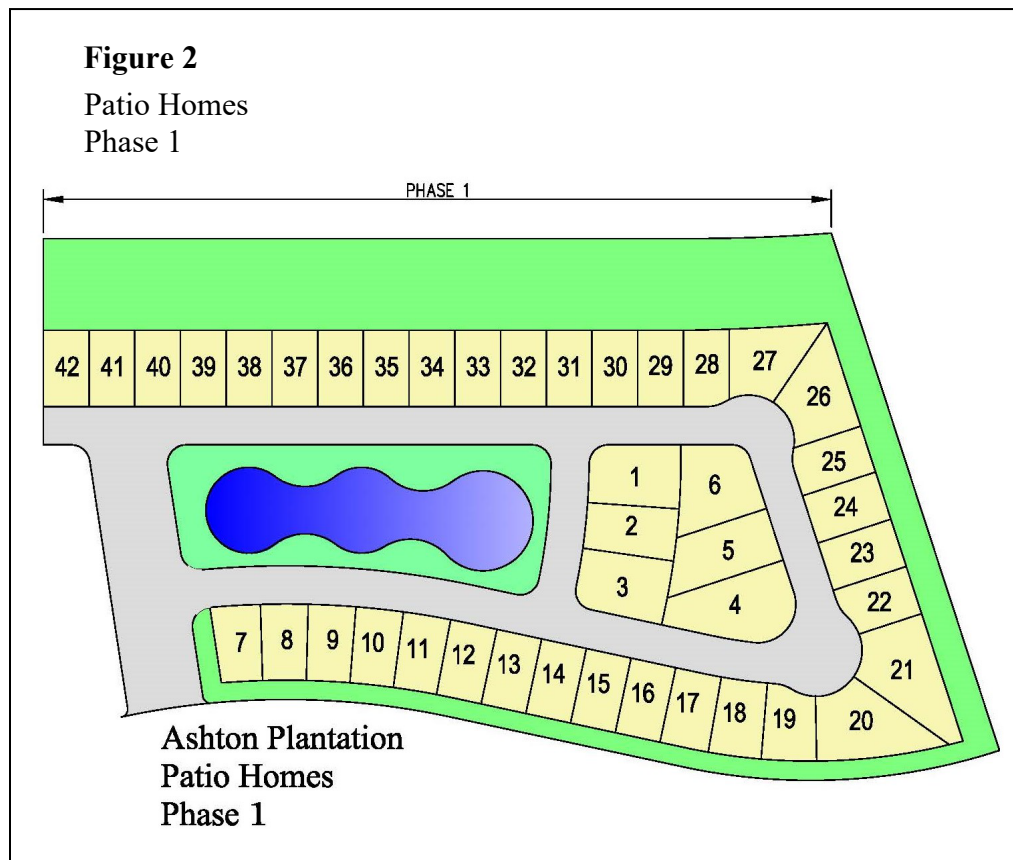 Figure 2
Patio Homes
Phase 1
PHASE 1
42 41 40 39 38 37 36 35 34 33 32 31 30 29 28 27
26
1 6
25
2
24
5
23
3 4
22
7 8 9 10 11 12 13 14 15 16 17 18 19 20 21
Ashton Plantation
Patio Homes
Phase 1